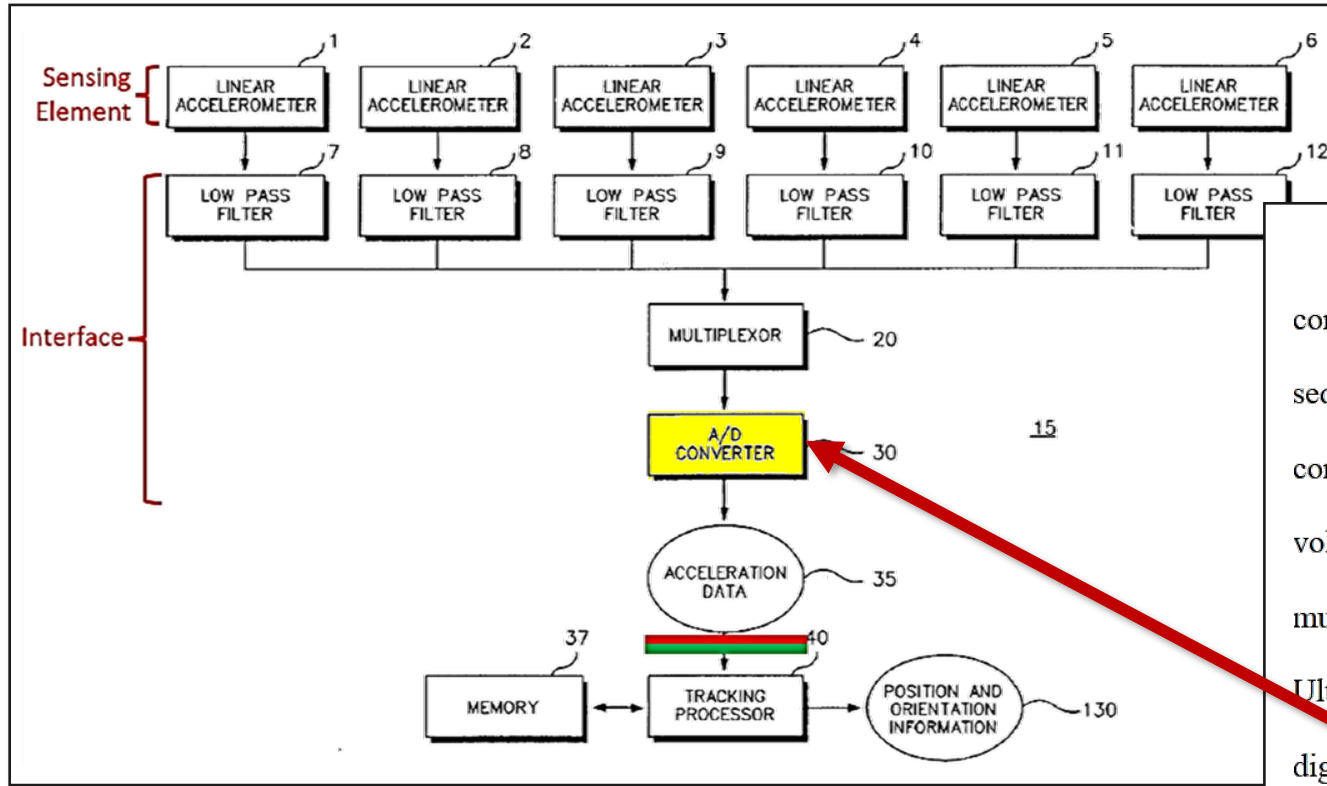 1
2
3
4
5
6
Sensing
Element
LINEAR
ACCELEROMETER
LINEAR
ACCELEROMETER
LINEAR
ACCELEROMETER
LINEAR
ACCELEROMETER
LINEAR
ACCELEROMETER
LINEAR
ACCELEROMETER
7
8
9
10
11
12
LOW PASS
FILTER
LOW PASS
FILTER
LOW PASS
FILTER
LOW PASS
FILTER
LOW PASS
FILTER
LOW PASS
FILTER
Interface
MULTIPLEXOR
20
A/D
CONVERTER
30
15
ACCELERATION
DATA
35
37
40
MEMORY
TRACKING
PROCESSOR
POSITION AND
ORIENTATION
INFORMATION
130